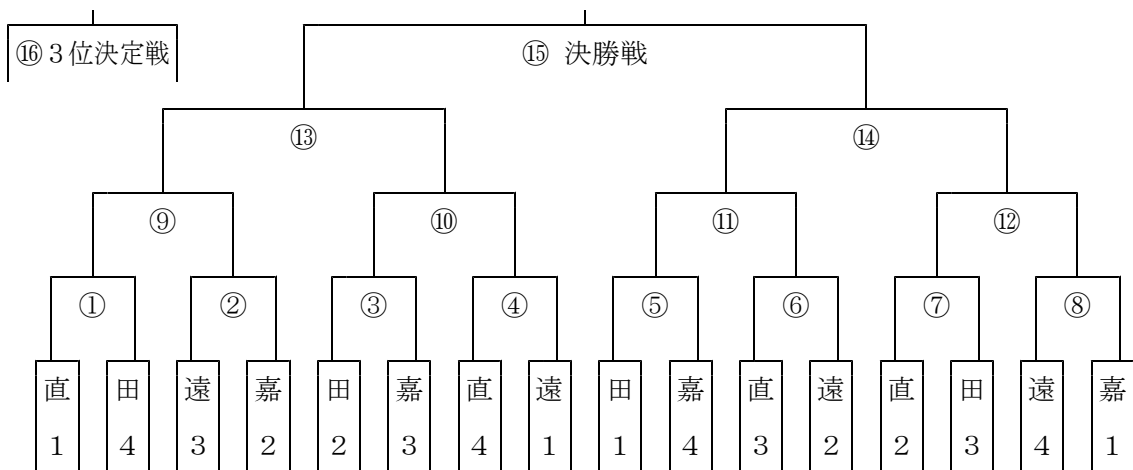 ⑯３位決定戦 ⑮ 決勝戦
⑬ ⑭
⑨ ⑩ ⑪ ⑫
① ② ③ ④ ⑤ ⑥ ⑦ ⑧
直 田 遠 嘉 田 嘉 直 遠 田 嘉 直 遠 直 田 遠 嘉
１ ４ ３ ２ ２ ３ ４ １ １ ４ ３ ２ ２ ３ ４ １